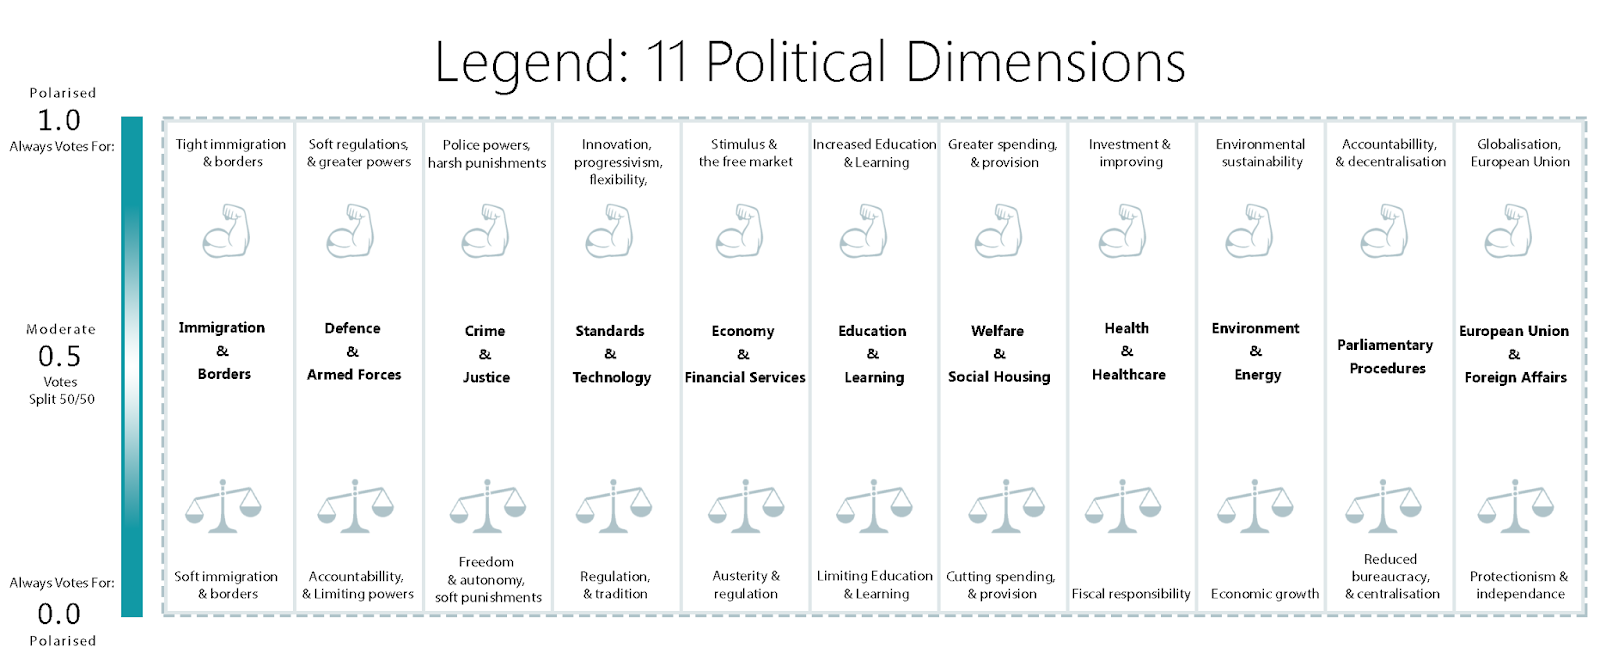 Legend: 11 Political Dimensions
Polarised
1.0
Always Votes For:
Moderate
0.5
Votes
Split 50/50
Always Votes For:
0.0
Polarised
Tight immigration
& borders
Immigration
&
Borders
Soft immigration
& borders
Soft regulations,
& greater powers
Defence
&
Armed Forces
Accountabillity,
& Limiting powers
Police powers,
harsh punishments
Crime
&
Justice
Freedom
& autonomy,
soft punishments
Innovation,
progressivism,
flexibility,
Standards
&
Technology
Regulation,
& tradition
Stimulus &
the free market
Economy
&
Financial Services
Austerity &
regulation
Increased Education
& Learning
Education
&
Learning
Limiting Education
& Learning
Greater spending,
& provision
Welfare
&
Social Housing
Cutting spending,
& provision
Investment &
improving
Health
&
Healthcare
Fiscal responsibility
Environmental
sustainability
Environment
&
Energy
Economic growth
Accountabillity,
& decentralisation
Parliamentary
Procedures
Reduced
bureaucracy,
& centralisation
Globalisation,
European Union
European Union
&
Foreign Affairs
Protectionism &
independance